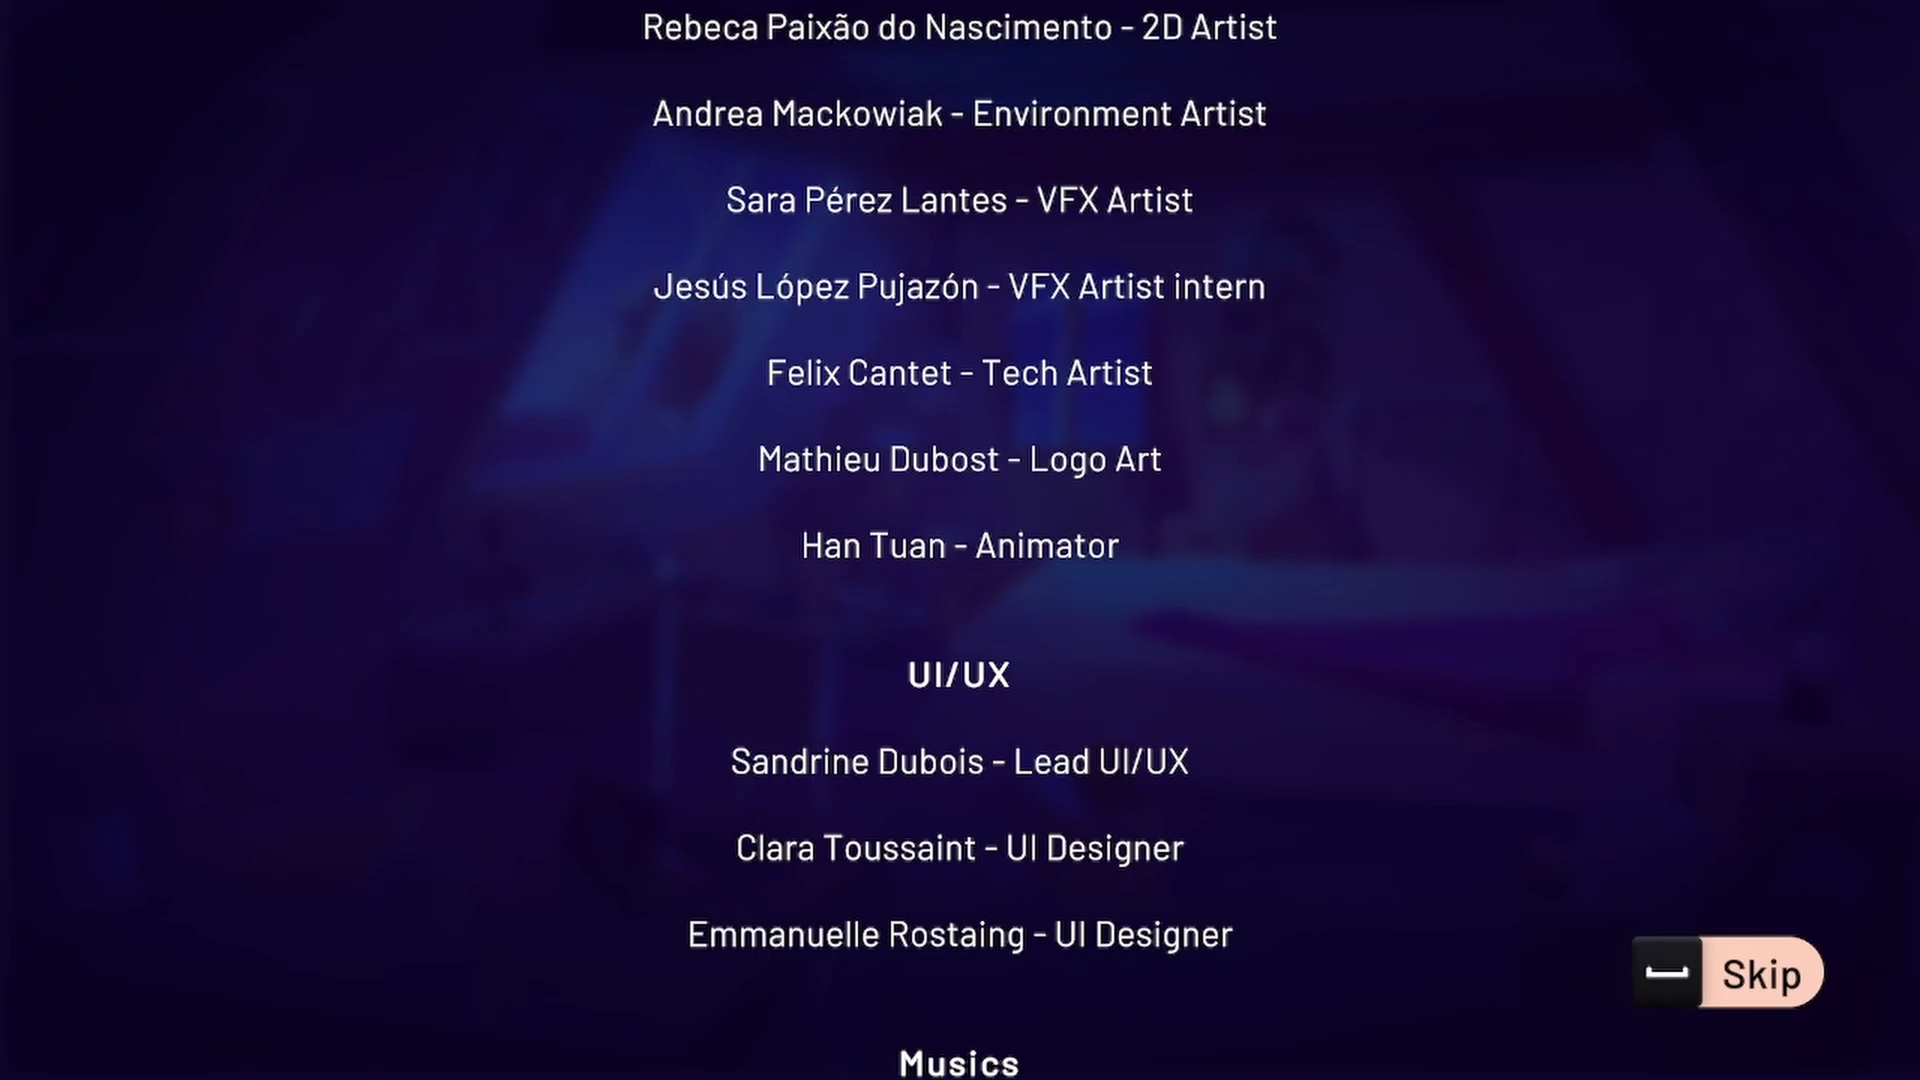 Rebeca Paixão do Nascimento - 2D Artist
Andrea Mackowiak - Environment Artist
Sara Pérez Lantes - VFX Artist
Jesús López Pujazón - VFX Artist intern
Felix Cantet - Tech Artist
Mathieu Dubost - Logo Art
Han Tuan - Animator
UI/UX
Sandrine Dubois - Lead UI/UX
Clara Toussaint - UI Designer
Emmanuelle Rostaing - UI Designer
Skip
Musics